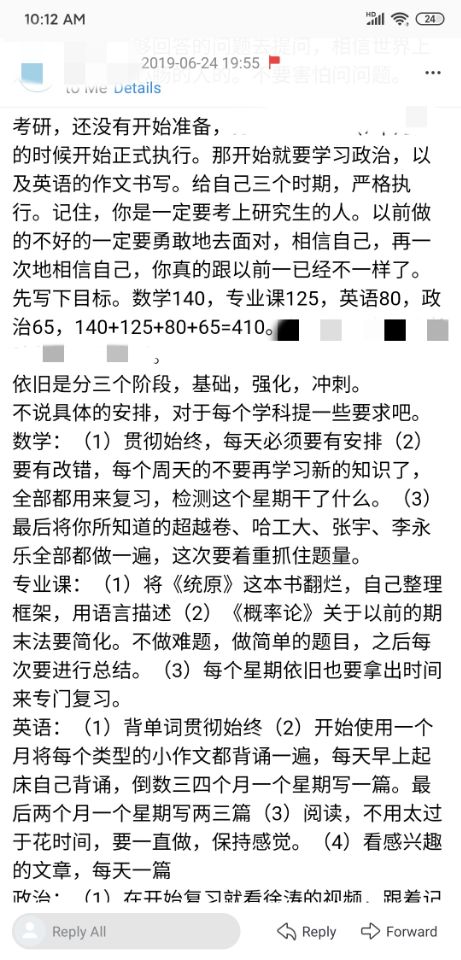 10:12 AM
HD
24
够回答的问题去提问，相信世界上
2019-06-24 19:55
的人的。不要害怕问问题。
to Me Details
考研，还没有开始准备，
的时候开始正式执行。那开始就要学习政治，以
及英语的作文书写。给自己三个时期，严格执
行。记住，你是一定要考上研究生的人。以前做
的不好的一定要勇敢地去面对，相信自己，再一
次地相信自己，你真的跟以前一已经不一样了。
先写下目标。数学140，专业课125，英语80，政
治65，140+125+80+65=410。
。
依旧是分三个阶段，基础，强化，冲刺。
不说具体的安排，对于每个学科提一些要求吧。
数学：（1）贯彻始终，每天必须要有安排（2）
要有改错，每个周天的不要再学习新的知识了，
全部都用来复习，检测这个星期干了什么。（3）
最后将你所知道的超越卷、哈工大、张宇、李永
乐全部都做一遍，这次要着重抓住题量。
专业课：（1）将《统原》这本书翻烂，自己整理
框架，用语言描述（2）《概率论》关于以前的期
末法要简化。不做难题，做简单的题目，之后每
次要进行总结。（3）每个星期依旧也要拿出时间
来专门复习。
英语：（1）背单词贯彻始终（2）开始使用一个
月将每个类型的小作文都背诵一遍，每天早上起
床自己背诵，倒数三四个月一个星期写一篇。最
后两个月一个星期写两三篇（3）阅读，不用太过
于花时间，要一直做，保持感觉。（4）看感兴趣
的文章，每天一篇
政治：（1）在开始复习就看徐涛的视频，跟着记
Reply All
Reply
Forward